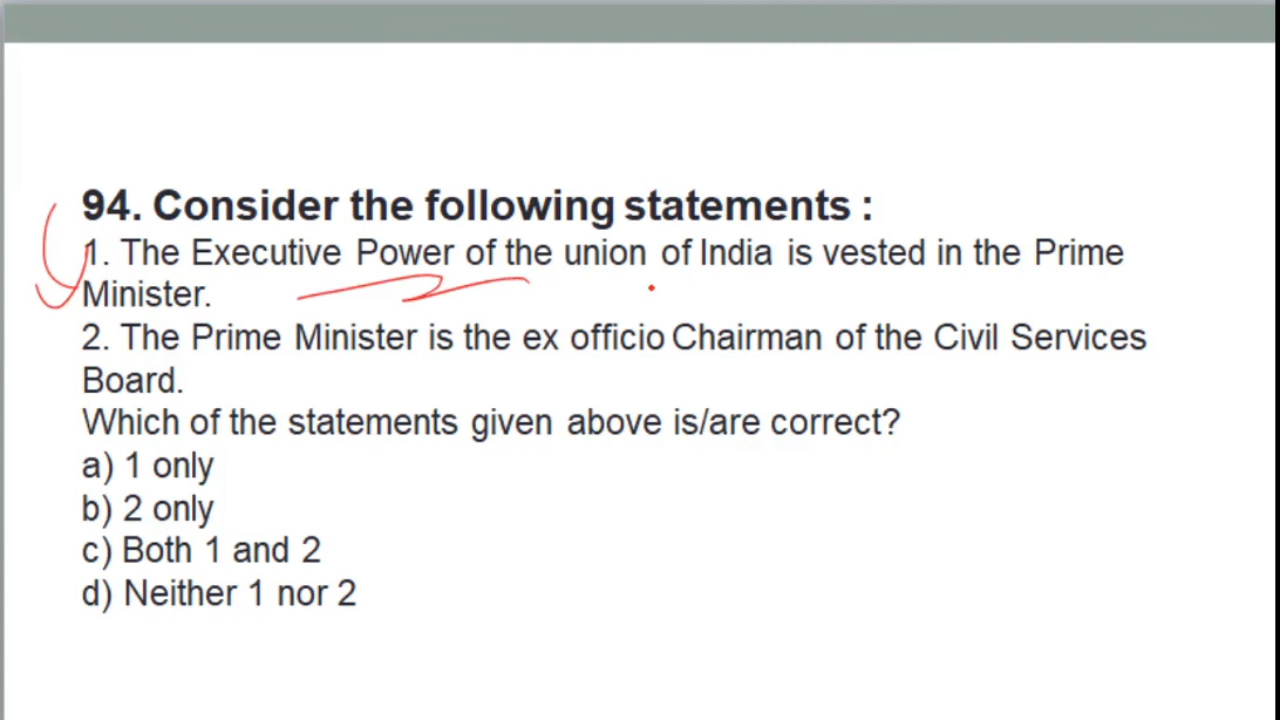 94. Consider the following statements :
1. The Executive Power of the union of India is vested in the Prime
Minister.
2. The Prime Minister is the ex officio Chairman of the Civil Services
Board.
Which of the statements given above is/are correct?
a) 1 only
b) 2 only
c) Both 1 and 2
d) Neither 1 nor 2